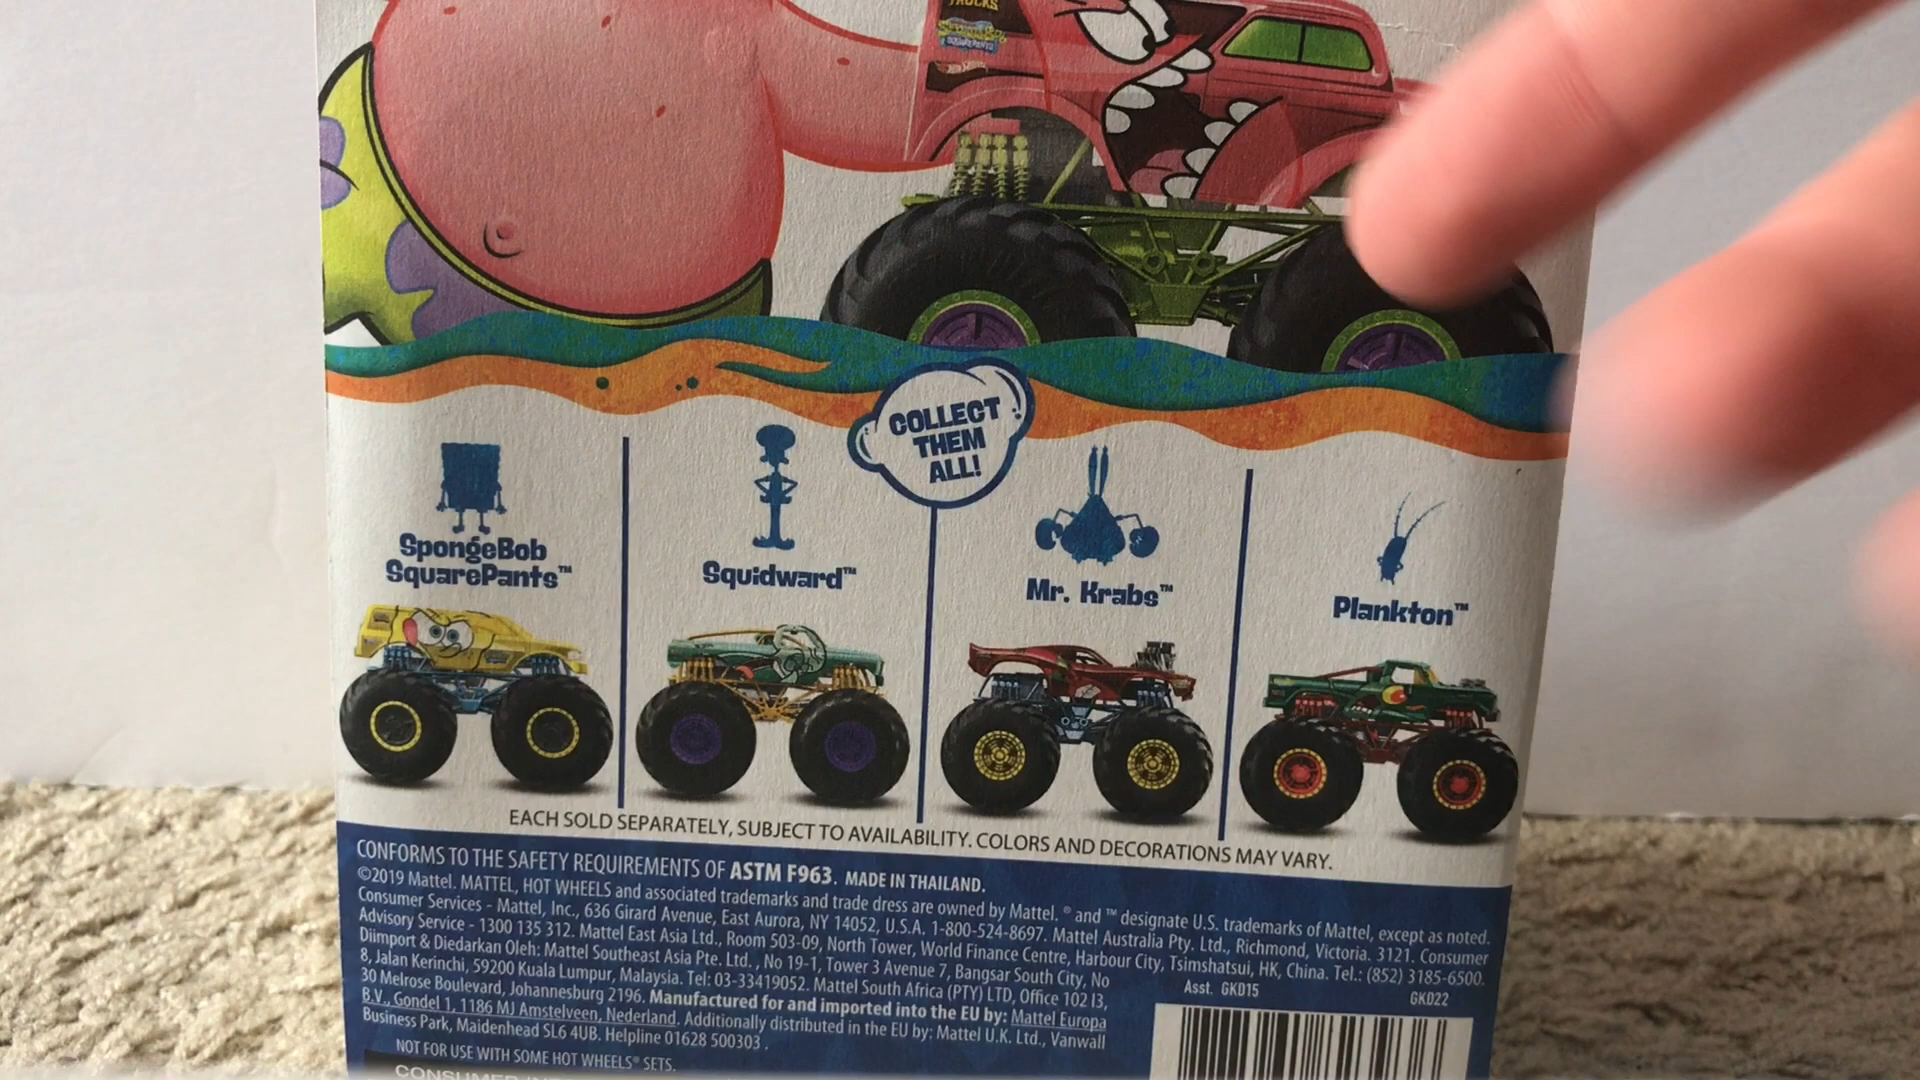 TRUCKS
SpongeBob
SQUAREPANTS
COLLECT
THEM
ALL!
SpongeBob
SquarePants™
Squidward™
Mr. Krabs™
Plankton™
EACH SOLD SEPARATELY, SUBJECT TO AVAILABILITY. COLORS AND DECORATIONS MAY VARY.
CONFORMS TO THE SAFETY REQUIREMENTS OF ASTM F963. MADE IN THAILAND.
©2019 Mattel. MATTEL, HOT WHEELS and associated trademarks and trade dress are owned by Mattel. ® and ™ designate U.S. trademarks of Mattel, except as noted.
Consumer Services - Mattel, Inc., 636 Girard Avenue, East Aurora, NY 14052, U.S.A. 1-800-524-8697. Mattel Australia Pty. Ltd., Richmond, Victoria. 3121. Consumer
Advisory Service - 1300 135 312. Mattel East Asia Ltd., Room 503-09, North Tower, World Finance Centre, Harbour City, Tsimshatsui, HK, China. Tel.: (852) 3185-6500.
Diimport & Diedarkan Oleh: Mattel Southeast Asia Pte. Ltd., No 19-1, Tower 3 Avenue 7, Bangsar South City, No
8, Jalan Kerinchi, 59200 Kuala Lumpur, Malaysia. Tel: 03-33419052. Mattel South Africa (PTY) LTD, Office 102 I3,
30 Melrose Boulevard, Johannesburg 2196. Manufactured for and imported into the EU by: Mattel Europa
B.V., Gondel 1, 1186 MJ Amstelveen, Nederland. Additionally distributed in the EU by: Mattel U.K. Ltd., Vanwall
Business Park, Maidenhead SL6 4UB. Helpline 01628 500303.
NOT FOR USE WITH SOME HOT WHEELS® SETS.
Asst. GKD15
GKD22